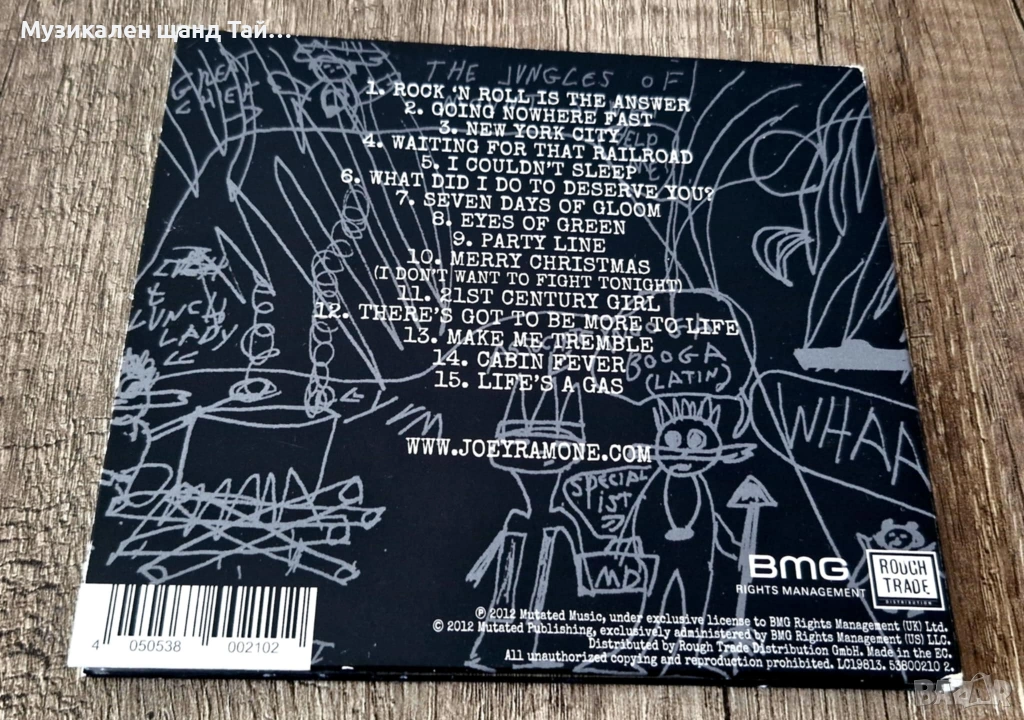 Музикален щанд Тай...
GREAT CHIEF
THE JUNGLES OF
1. ROCK 'N ROLL IS THE ANSWER
2. GOING NOWHERE FAST
3. NEW YORK CITY
4. WAITING FOR THAT RAILROAD
5. I COULDN'T SLEEP
6. WHAT DID I DO TO DESERVE YOU?
7. SEVEN DAYS OF GLOOM
8. EYES OF GREEN
9. PARTY LINE
10. MERRY CHRISTMAS
(I DON'T WANT TO FIGHT TONIGHT)
11. 21ST CENTURY GIRL
12. THERE'S GOT TO BE MORE TO LIFE
13. MAKE ME TREMBLE
14. CABIN FEVER
15. LIFE'S A GAS
& LUNCH
LADY
BOOGA
(LATIN)
YM
WHAA
WWW.JOEYRAMONE.COM
SPECIAL
IST
MD
BMG
RIGHTS MANAGEMENT
ROUGH
TRADE
DISTRIBUTION
4 050538 002102
℗ 2012 Mutated Music, under exclusive license to BMG Rights Management (UK) Ltd.
© 2012 Mutated Publishing, exclusively administered by BMG Rights Management (US) LLC.
Distributed by Rough Trade Distribution GmbH. Made in the EC.
All unauthorized copying and reproduction prohibited. LC19813. 53800210 2.